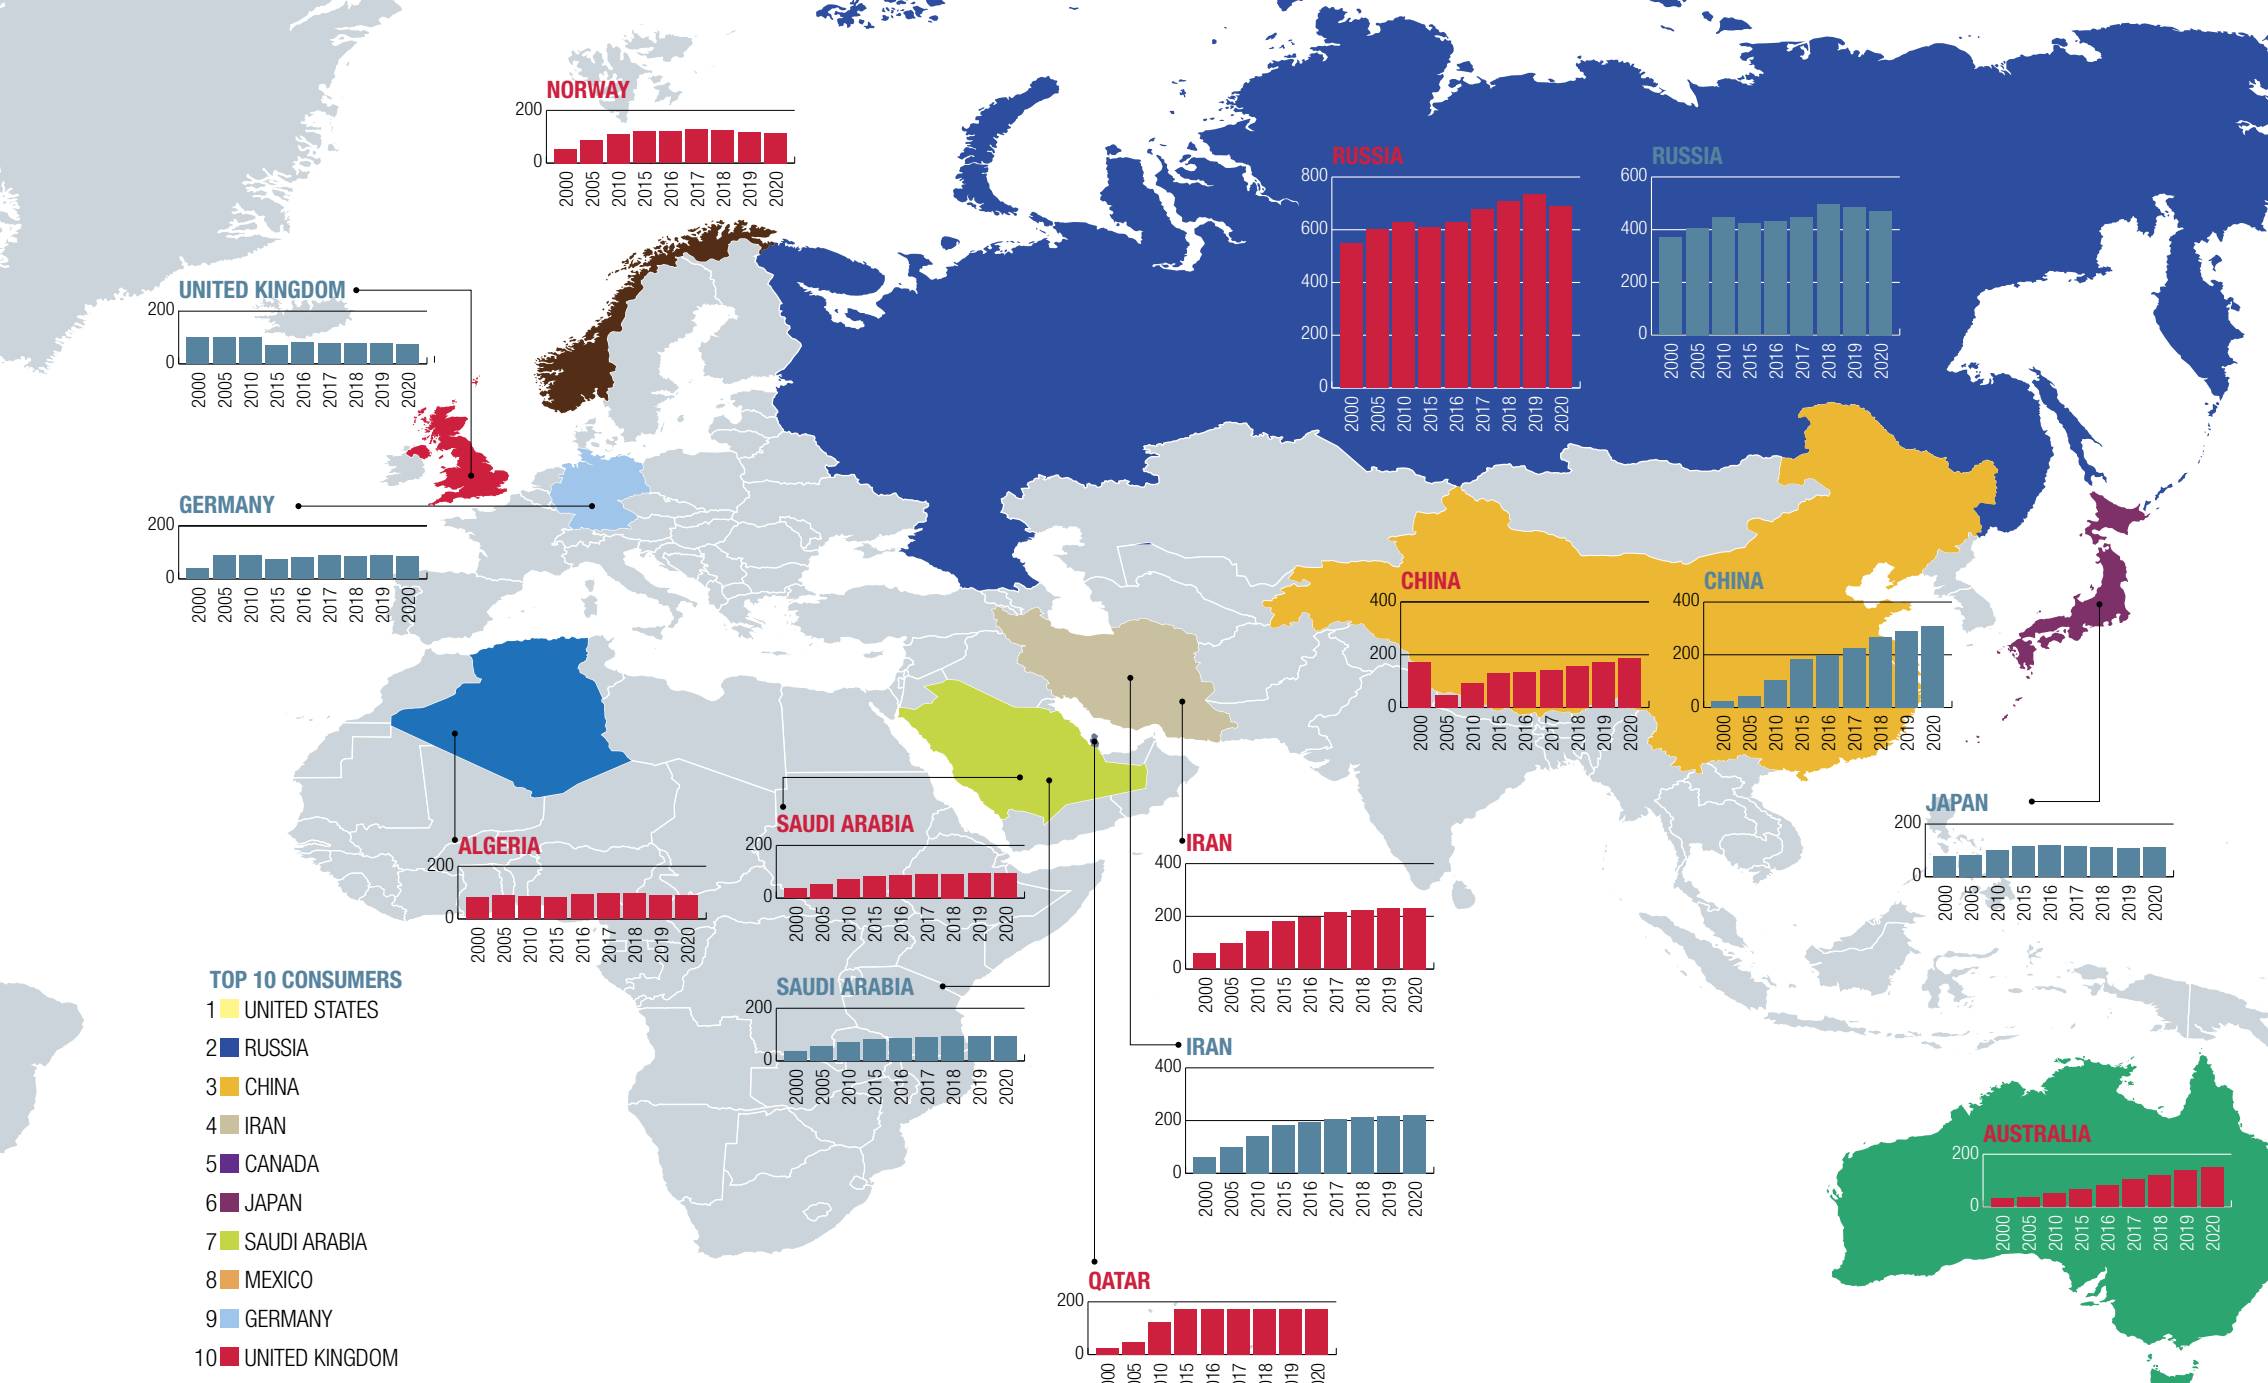 NORWAY
200
0
2000 2005 2010 2015 2016 2017 2018 2019 2020
RUSSIA
800
600
400
200
0
2000 2005 2010 2015 2016 2017 2018 2019 2020
RUSSIA
600
400
200
0
2000 2005 2010 2015 2016 2017 2018 2019 2020
UNITED KINGDOM
200
0
2000 2005 2010 2015 2016 2017 2018 2019 2020
GERMANY
200
0
2000 2005 2010 2015 2016 2017 2018 2019 2020
CHINA
400
200
0
2000 2005 2010 2015 2016 2017 2018 2019 2020
CHINA
400
200
0
2000 2005 2010 2015 2016 2017 2018 2019 2020
JAPAN
200
0
2000 2005 2010 2015 2016 2017 2018 2019 2020
ALGERIA
200
0
2000 2005 2010 2015 2016 2017 2018 2019 2020
SAUDI ARABIA
200
0
2000 2005 2010 2015 2016 2017 2018 2019 2020
IRAN
400
200
0
2000 2005 2010 2015 2016 2017 2018 2019 2020
SAUDI ARABIA
200
0
2000 2005 2010 2015 2016 2017 2018 2019 2020
IRAN
400
200
0
2000 2005 2010 2015 2016 2017 2018 2019 2020
AUSTRALIA
200
0
2000 2005 2010 2015 2016 2017 2018 2019 2020
QATAR
200
0
TOP 10 CONSUMERS
1 UNITED STATES
2 RUSSIA
3 CHINA
4 IRAN
5 CANADA
6 JAPAN
7 SAUDI ARABIA
8 MEXICO
9 GERMANY
10 UNITED KINGDOM